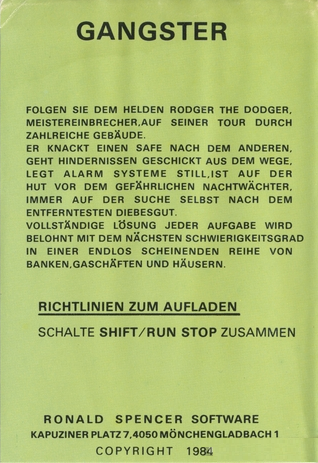 GANGSTER
FOLGEN SIE DEM HELDEN RODGER THE DODGER,
MEISTEREINBRECHER,AUF SEINER TOUR DURCH
ZAHLREICHE GEBÄUDE.
ER KNACKT EINEN SAFE NACH DEM ANDEREN,
GEHT HINDERNISSEN GESCHICKT AUS DEM WEGE,
LEGT ALARM SYSTEME STILL,IST AUF DER
HUT VOR DEM GEFÄHRLICHEN NACHTWÄCHTER,
IMMER AUF DER SUCHE SELBST NACH DEM
ENTFERNTESTEN DIEBESGUT.
VOLLSTÄNDIGE LÖSUNG JEDER AUFGABE WIRD
BELOHNT MIT DEM NÄCHSTEN SCHWIERIGKEITSGRAD
IN EINER ENDLOS SCHEINENDEN REIHE VON
BANKEN,GASCHÄFTEN UND HÄUSERN.
RICHTLINIEN ZUM AUFLADEN
SCHALTE SHIFT/RUN STOP ZUSAMMEN
RONALD SPENCER SOFTWARE
KAPUZINER PLATZ 7,4050 MÖNCHENGLADBACH 1
COPYRIGHT 1984